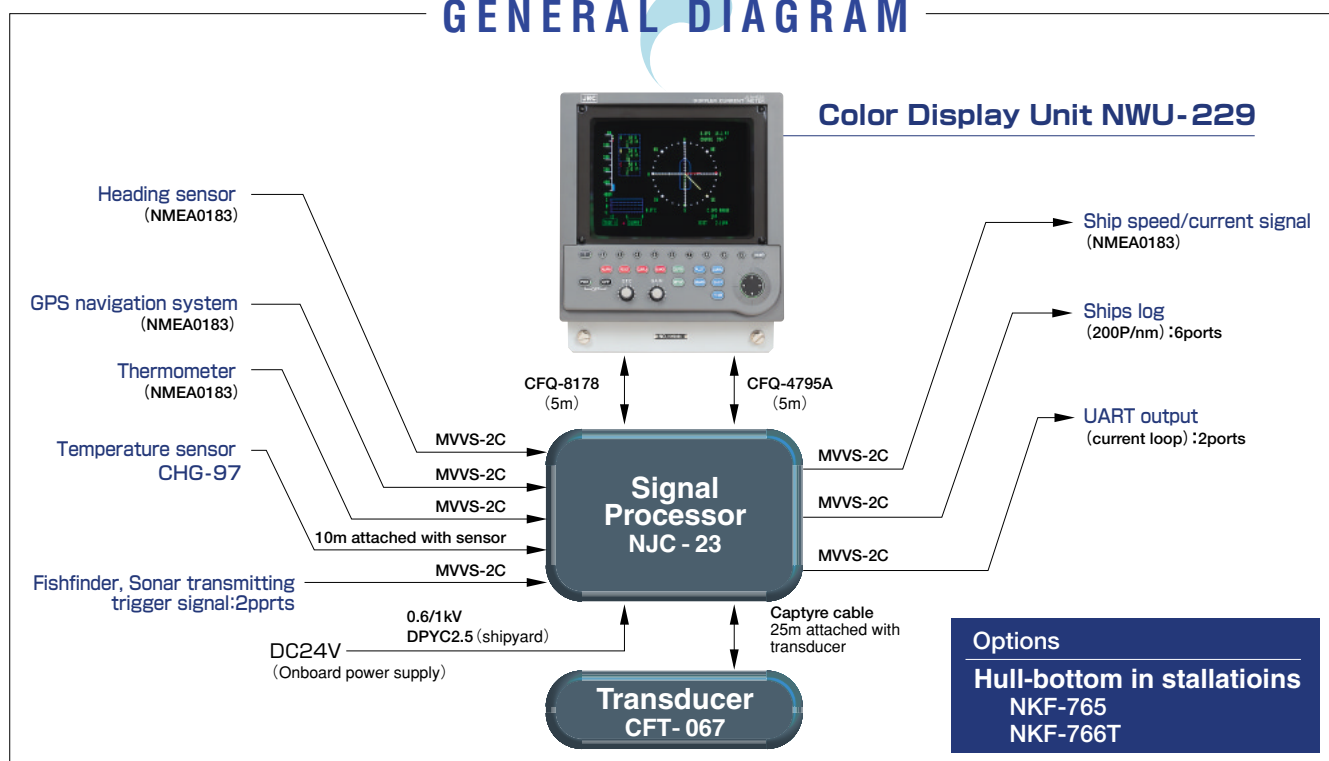 GENERAL DIAGRAM
JMC
Color Display Unit NWU-229
Heading sensor
(NMEA0183)
GPS navigation system
(NMEA0183)
Thermometer
(NMEA0183)
Temperature sensor
CHG-97
Fishfinder, Sonar transmitting
trigger signal:2pprts
DC24V
(Onboard power supply)
MVVS-2C
MVVS-2C
MVVS-2C
10m attached with sensor
MVVS-2C
0.6/1kV
DPYC2.5 (shipyard)
CFQ-8178
(5m)
CFQ-4795A
(5m)
Signal
Processor
NJC - 23
Captyre cable
25m attached with
transducer
Transducer
CFT- 067
MVVS-2C
MVVS-2C
MVVS-2C
Ship speed/current signal
(NMEA0183)
Ships log
(200P/nm) :6ports
UART output
(current loop) :2ports
Options
Hull-bottom in stallatioins
NKF-765
NKF-766T